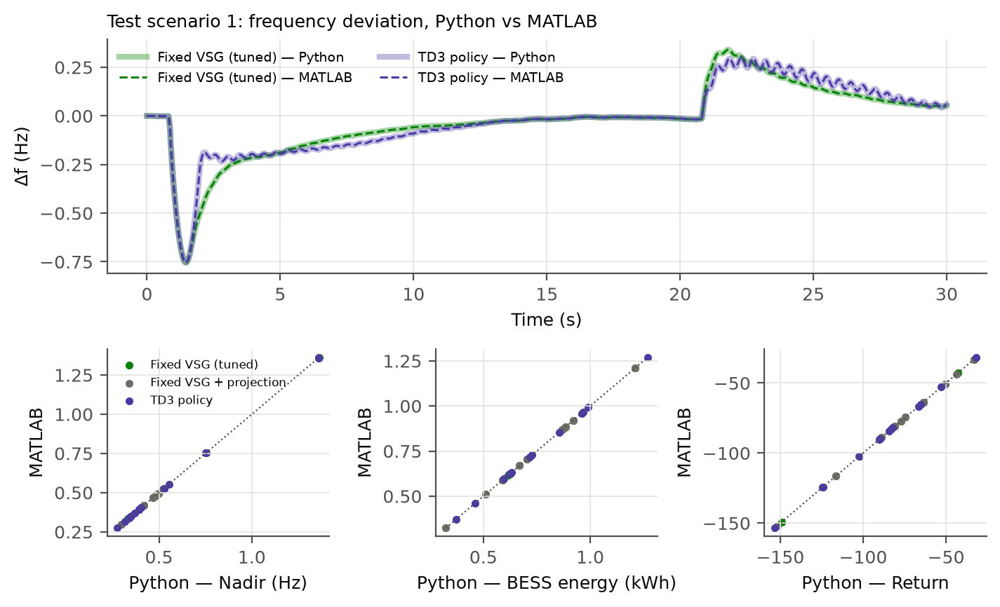 Test scenario 1: frequency deviation, Python vs MATLAB
Fixed VSG (tuned) — Python
Fixed VSG (tuned) — MATLAB
TD3 policy — Python
TD3 policy — MATLAB
Δf (Hz)
0.25
0.00
−0.25
−0.50
−0.75
0 5 10 15 20 25 30
Time (s)
MATLAB
1.25
1.00
0.75
0.50
0.25
Fixed VSG (tuned)
Fixed VSG + projection
TD3 policy
0.5 1.0
Python — Nadir (Hz)
MATLAB
1.25
1.00
0.75
0.50
0.5 1.0
Python — BESS energy (kWh)
MATLAB
−50
−100
−150
−150 −100 −50
Python — Return